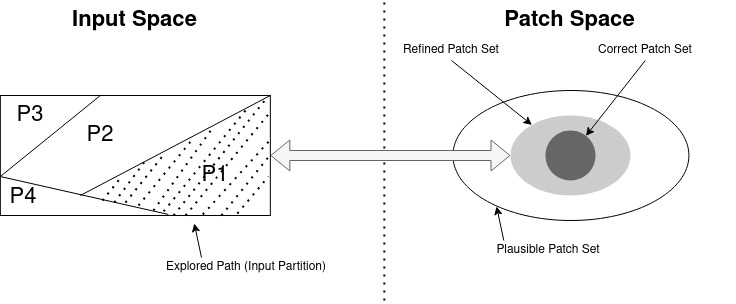 Input Space
Patch Space
Refined Patch Set
Correct Patch Set
P3
P2
P1
P4
Plausible Patch Set
Explored Path (Input Partition)